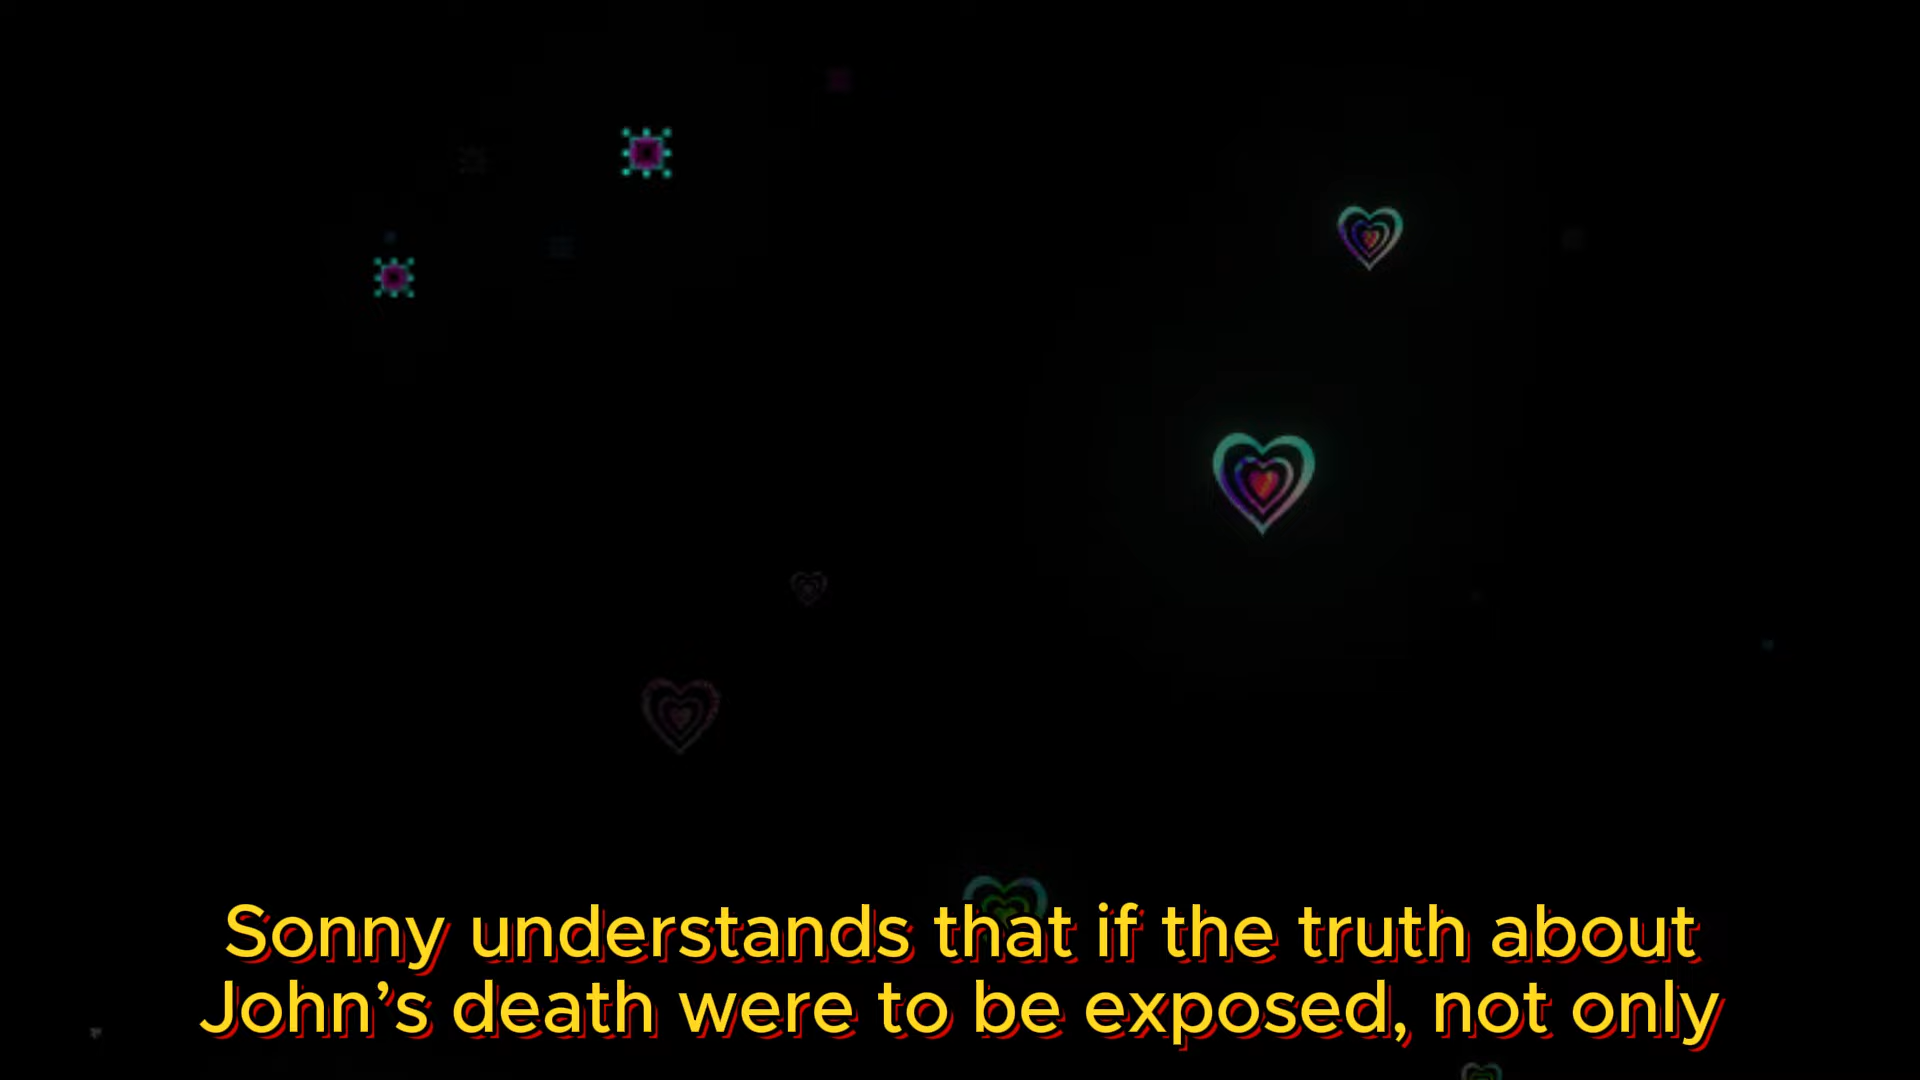 Sonny understands that if the truth about
John’s death were to be exposed, not only